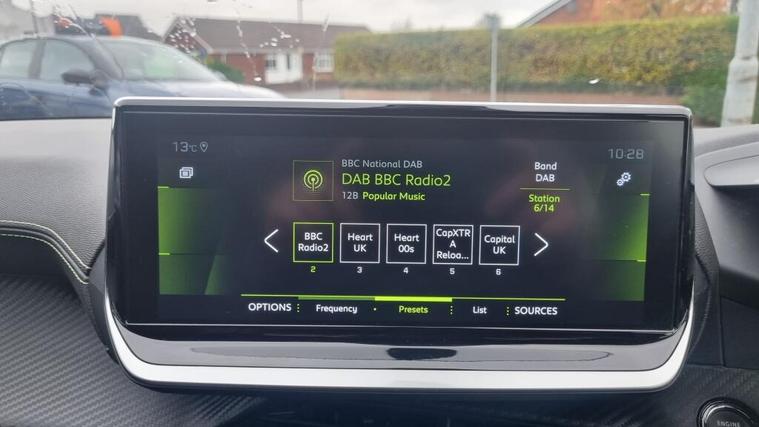 13°C
10:28
BBC National DAB
DAB BBC Radio2
12B Popular Music
Band
DAB
Station
6/14
BBC
Radio2
2
Heart
UK
3
Heart
00s
4
CapXTR
A
Reloa...
5
Capital
UK
6
OPTIONS
Frequency
Presets
List
SOURCES
ENGINE